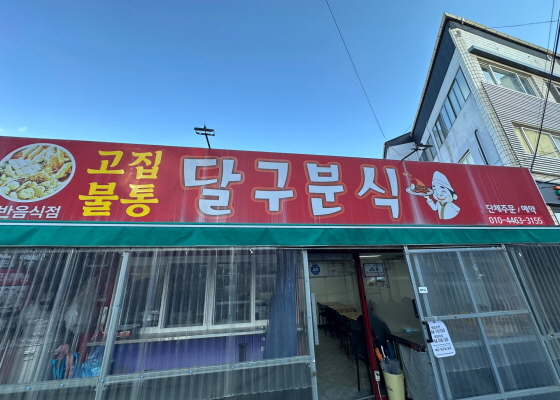 고집
불통
달구분식
반음식점
단체주문 / 예약
010-4463-3155